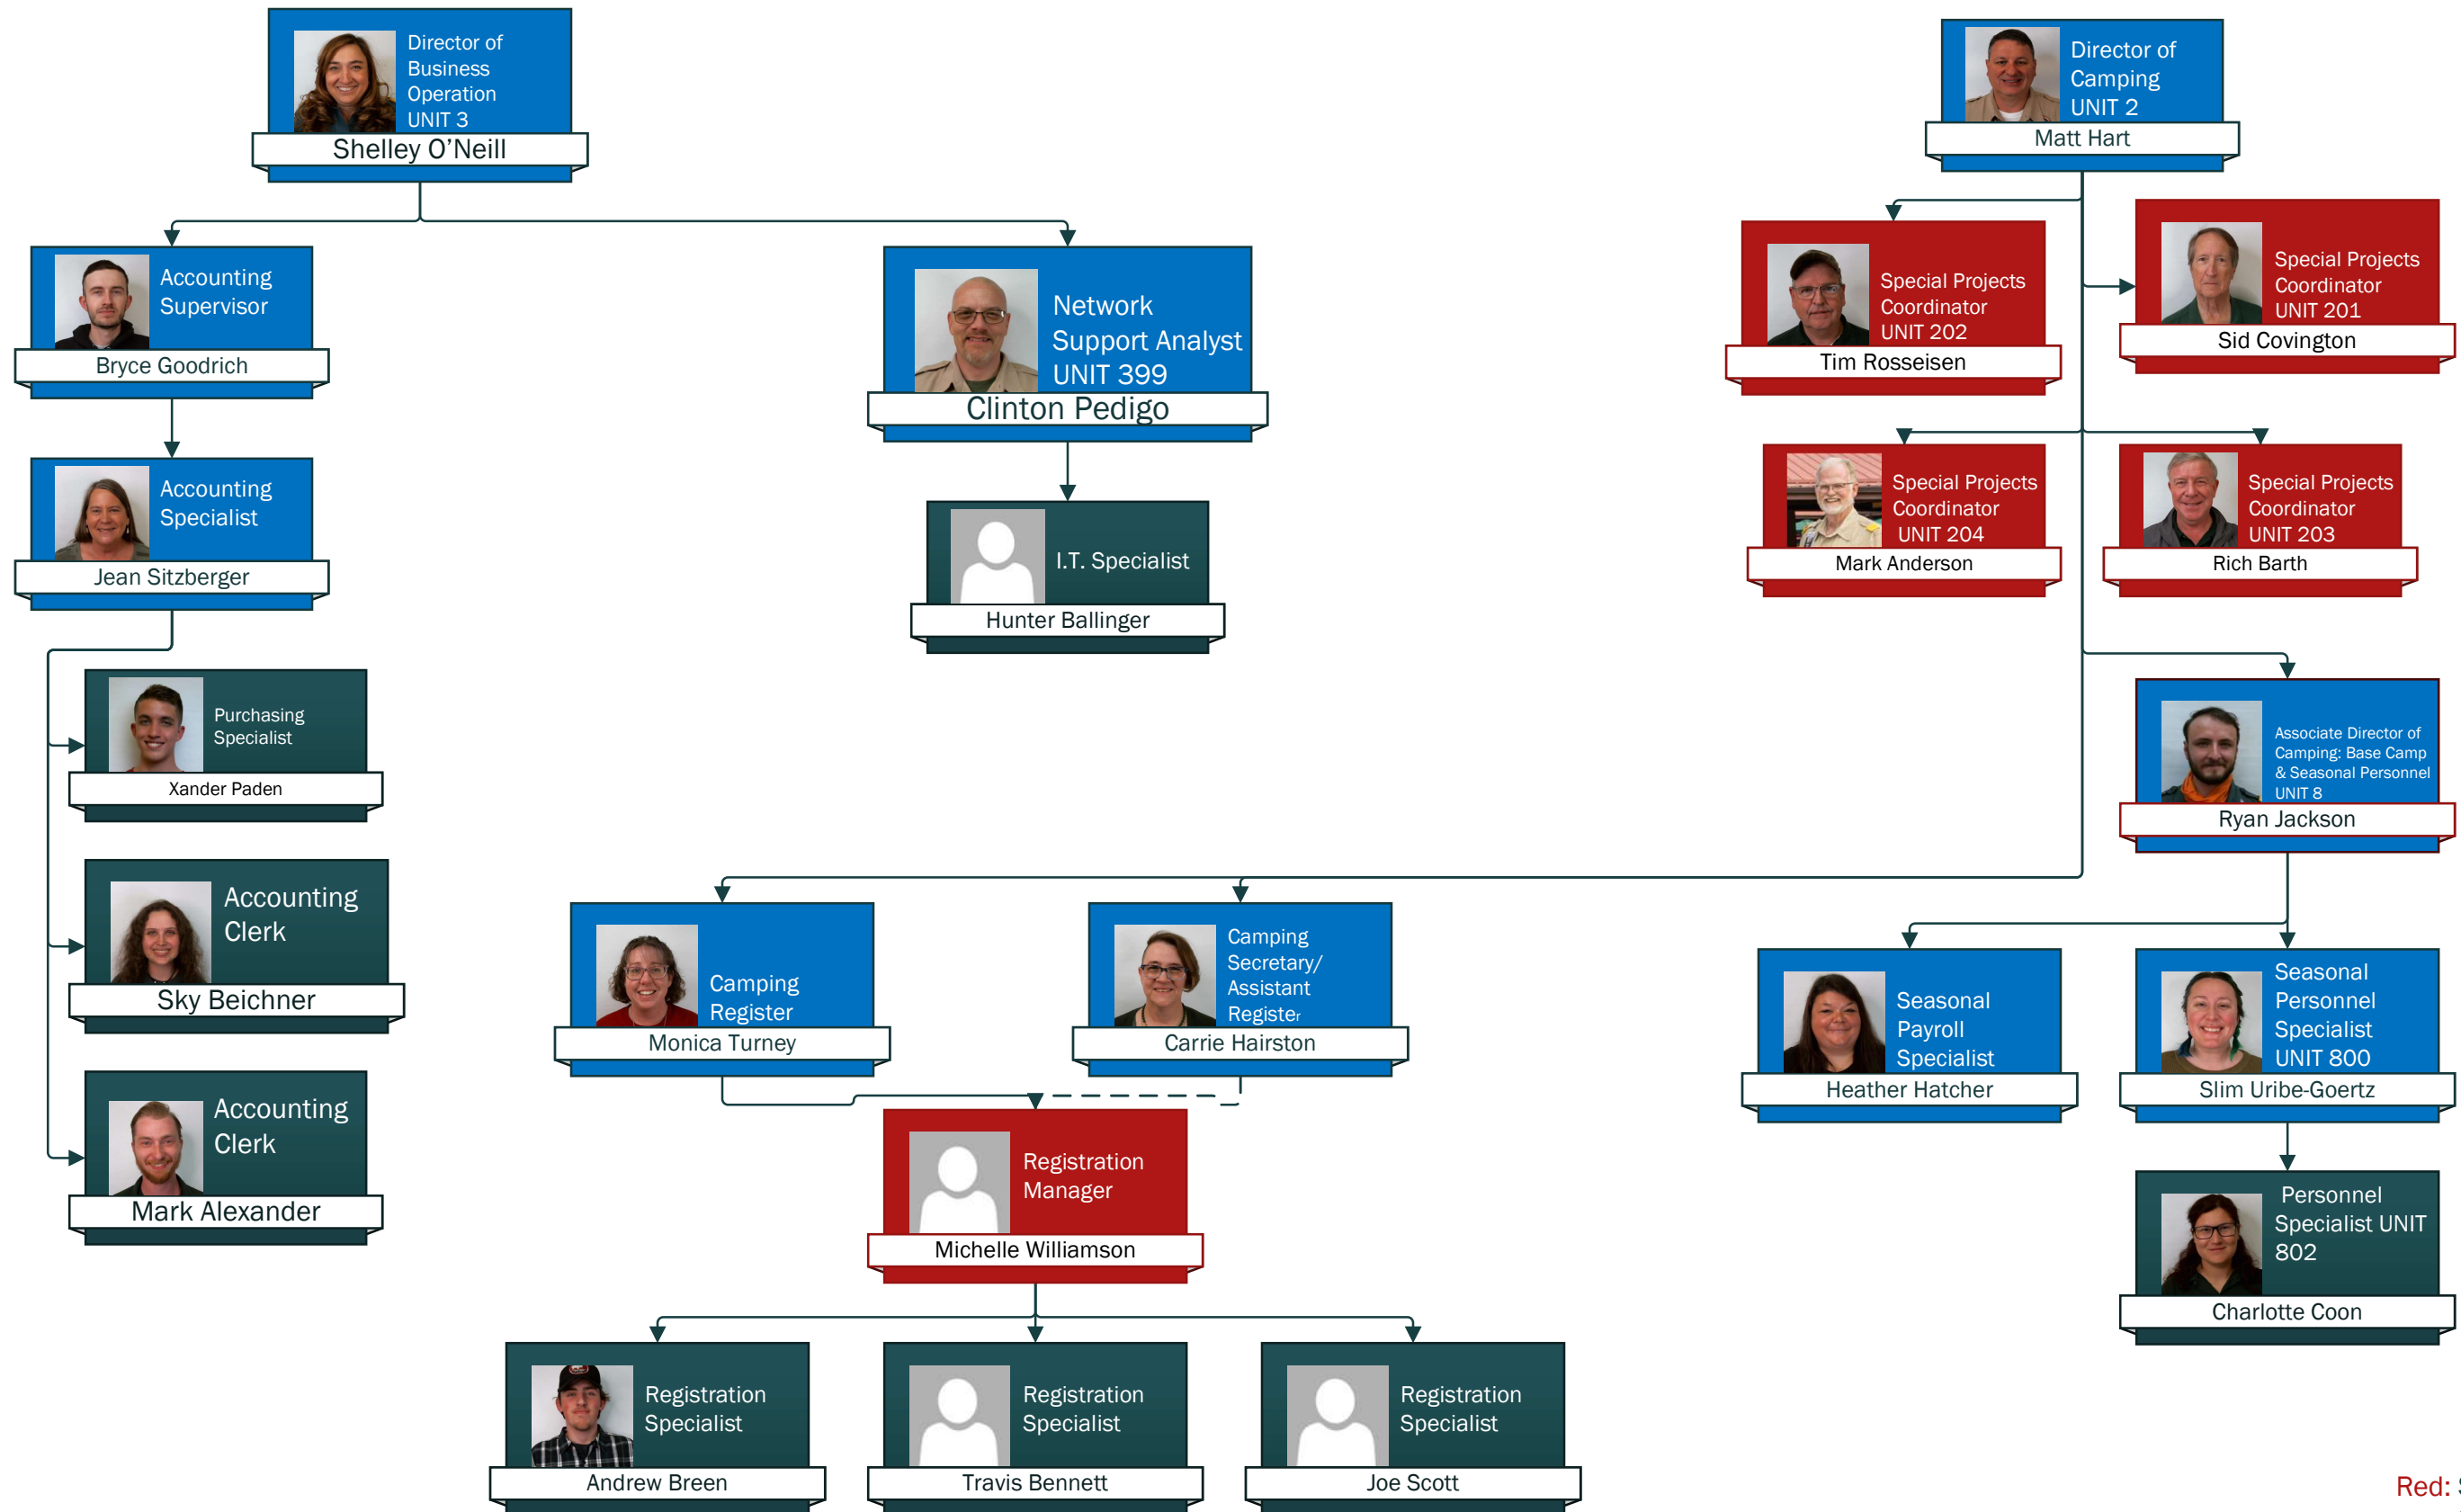 Director of
Business
Operation
UNIT 3
Shelley O'Neill
Director of
Camping
UNIT 2
Matt Hart
Accounting
Supervisor
Bryce Goodrich
Network
Support Analyst
UNIT 399
Clinton Pedigo
Special Projects
Coordinator
UNIT 202
Tim Rosseisen
Special Projects
Coordinator
UNIT 201
Sid Covington
Accounting
Specialist
Jean Sitzberger
I.T. Specialist
Hunter Ballinger
Special Projects
Coordinator
UNIT 204
Mark Anderson
Special Projects
Coordinator
UNIT 203
Rich Barth
Purchasing
Specialist
Xander Paden
Associate Director of
Camping: Base Camp
& Seasonal Personnel
UNIT 8
Ryan Jackson
Accounting
Clerk
Sky Beichner
Camping
Register
Monica Turney
Camping
Secretary/
Assistant
Register
Carrie Hairston
Seasonal
Payroll
Specialist
Heather Hatcher
Seasonal
Personnel
Specialist
UNIT 800
Slim Uribe-Goertz
Accounting
Clerk
Mark Alexander
Registration
Manager
Michelle Williamson
Personnel
Specialist UNIT
802
Charlotte Coon
Registration
Specialist
Andrew Breen
Registration
Specialist
Travis Bennett
Registration
Specialist
Joe Scott
Red: